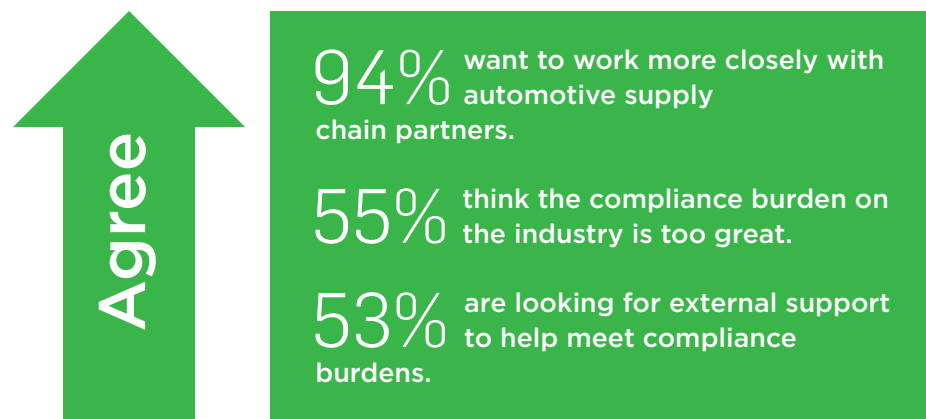 Agree
94% want to work more closely with
automotive supply
chain partners.
55% think the compliance burden on
the industry is too great.
53% are looking for external support
to help meet compliance
burdens.